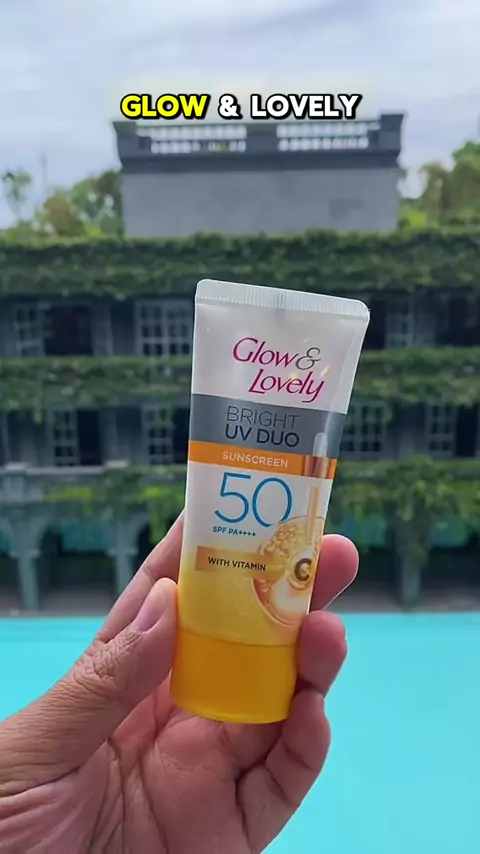 GLOW & LOVELY
Glow &
Lovely
BRIGHT
UV DUO
SUNSCREEN
50
SPF PA++++
WITH VITAMIN C